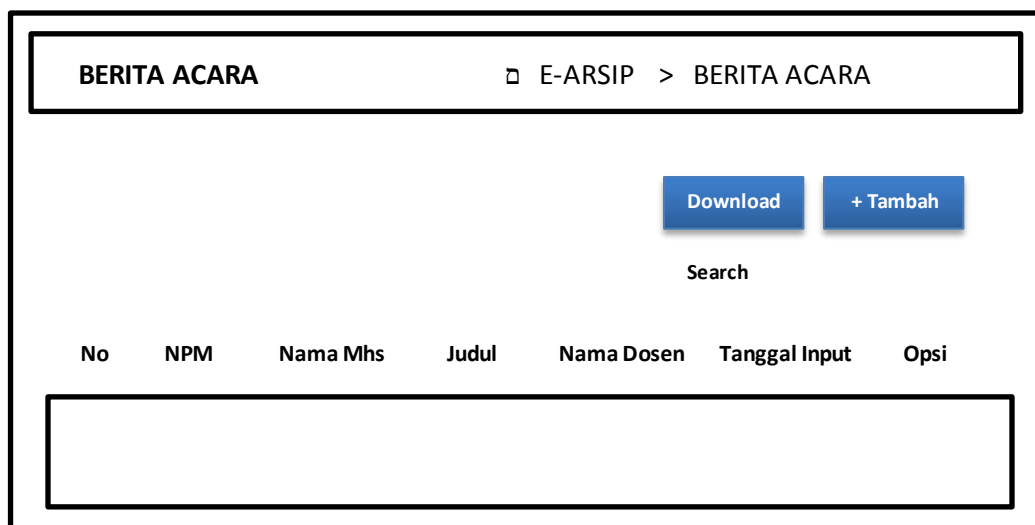 BERITA ACARA ם E-ARSIP > BERITA ACARA
Download + Tambah
Search
No NPM Nama Mhs Judul Nama Dosen Tanggal Input Opsi